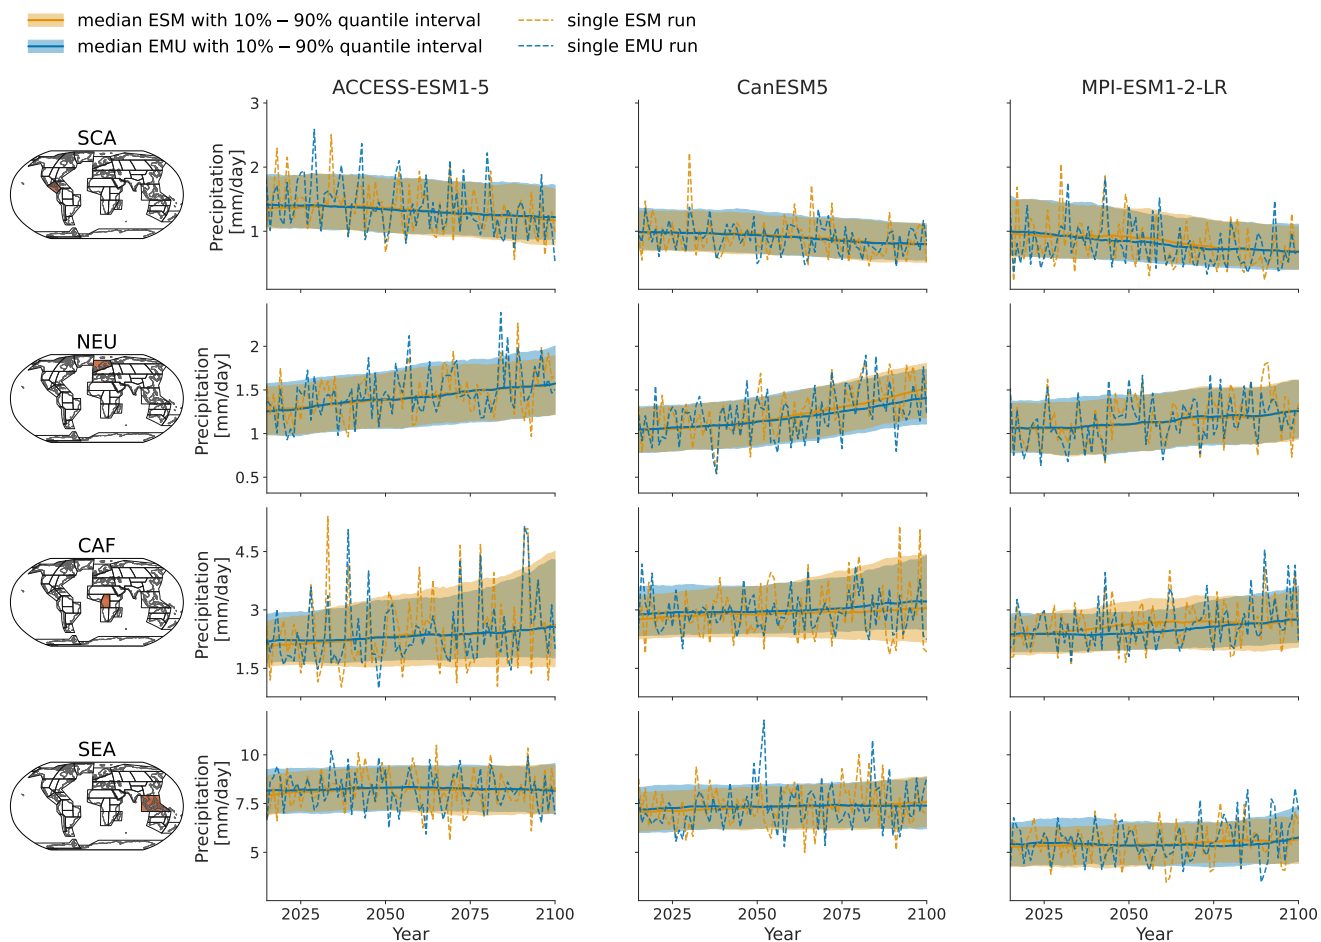 median ESM with 10% − 90% quantile interval
single ESM run
median EMU with 10% − 90% quantile interval
single EMU run
ACCESS-ESM1-5
CanESM5
MPI-ESM1-2-LR
SCA
Precipitation
[mm/day]
3
2
1
NEU
Precipitation
[mm/day]
2
1.5
1
0.5
CAF
Precipitation
[mm/day]
4.5
3
1.5
SEA
Precipitation
[mm/day]
10
7.5
5
2025 2050 2075 2100
2025 2050 2075 2100
2025 2050 2075 2100
Year
Year
Year